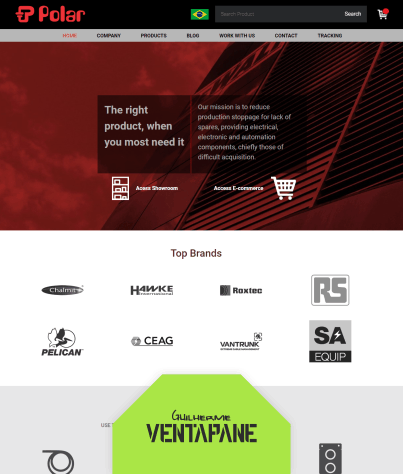 Polar
Search Product
Search
HOME
COMPANY
PRODUCTS
BLOG
WORK WITH US
CONTACT
TRACKING
The right
product, when
you most need it
Our mission is to reduce
production stoppage for lack of
spares, providing electrical,
electronic and automation
components, chiefly those of
difficult acquisition.
Acess Showroom
Access E-commerce
Top Brands
Chalmit
HAWKE
International
Roxtec
RS
PELICAN
CEAG
VANTRUNK
SA
EQUIP
USE
GUILHERME
VENTAPANE